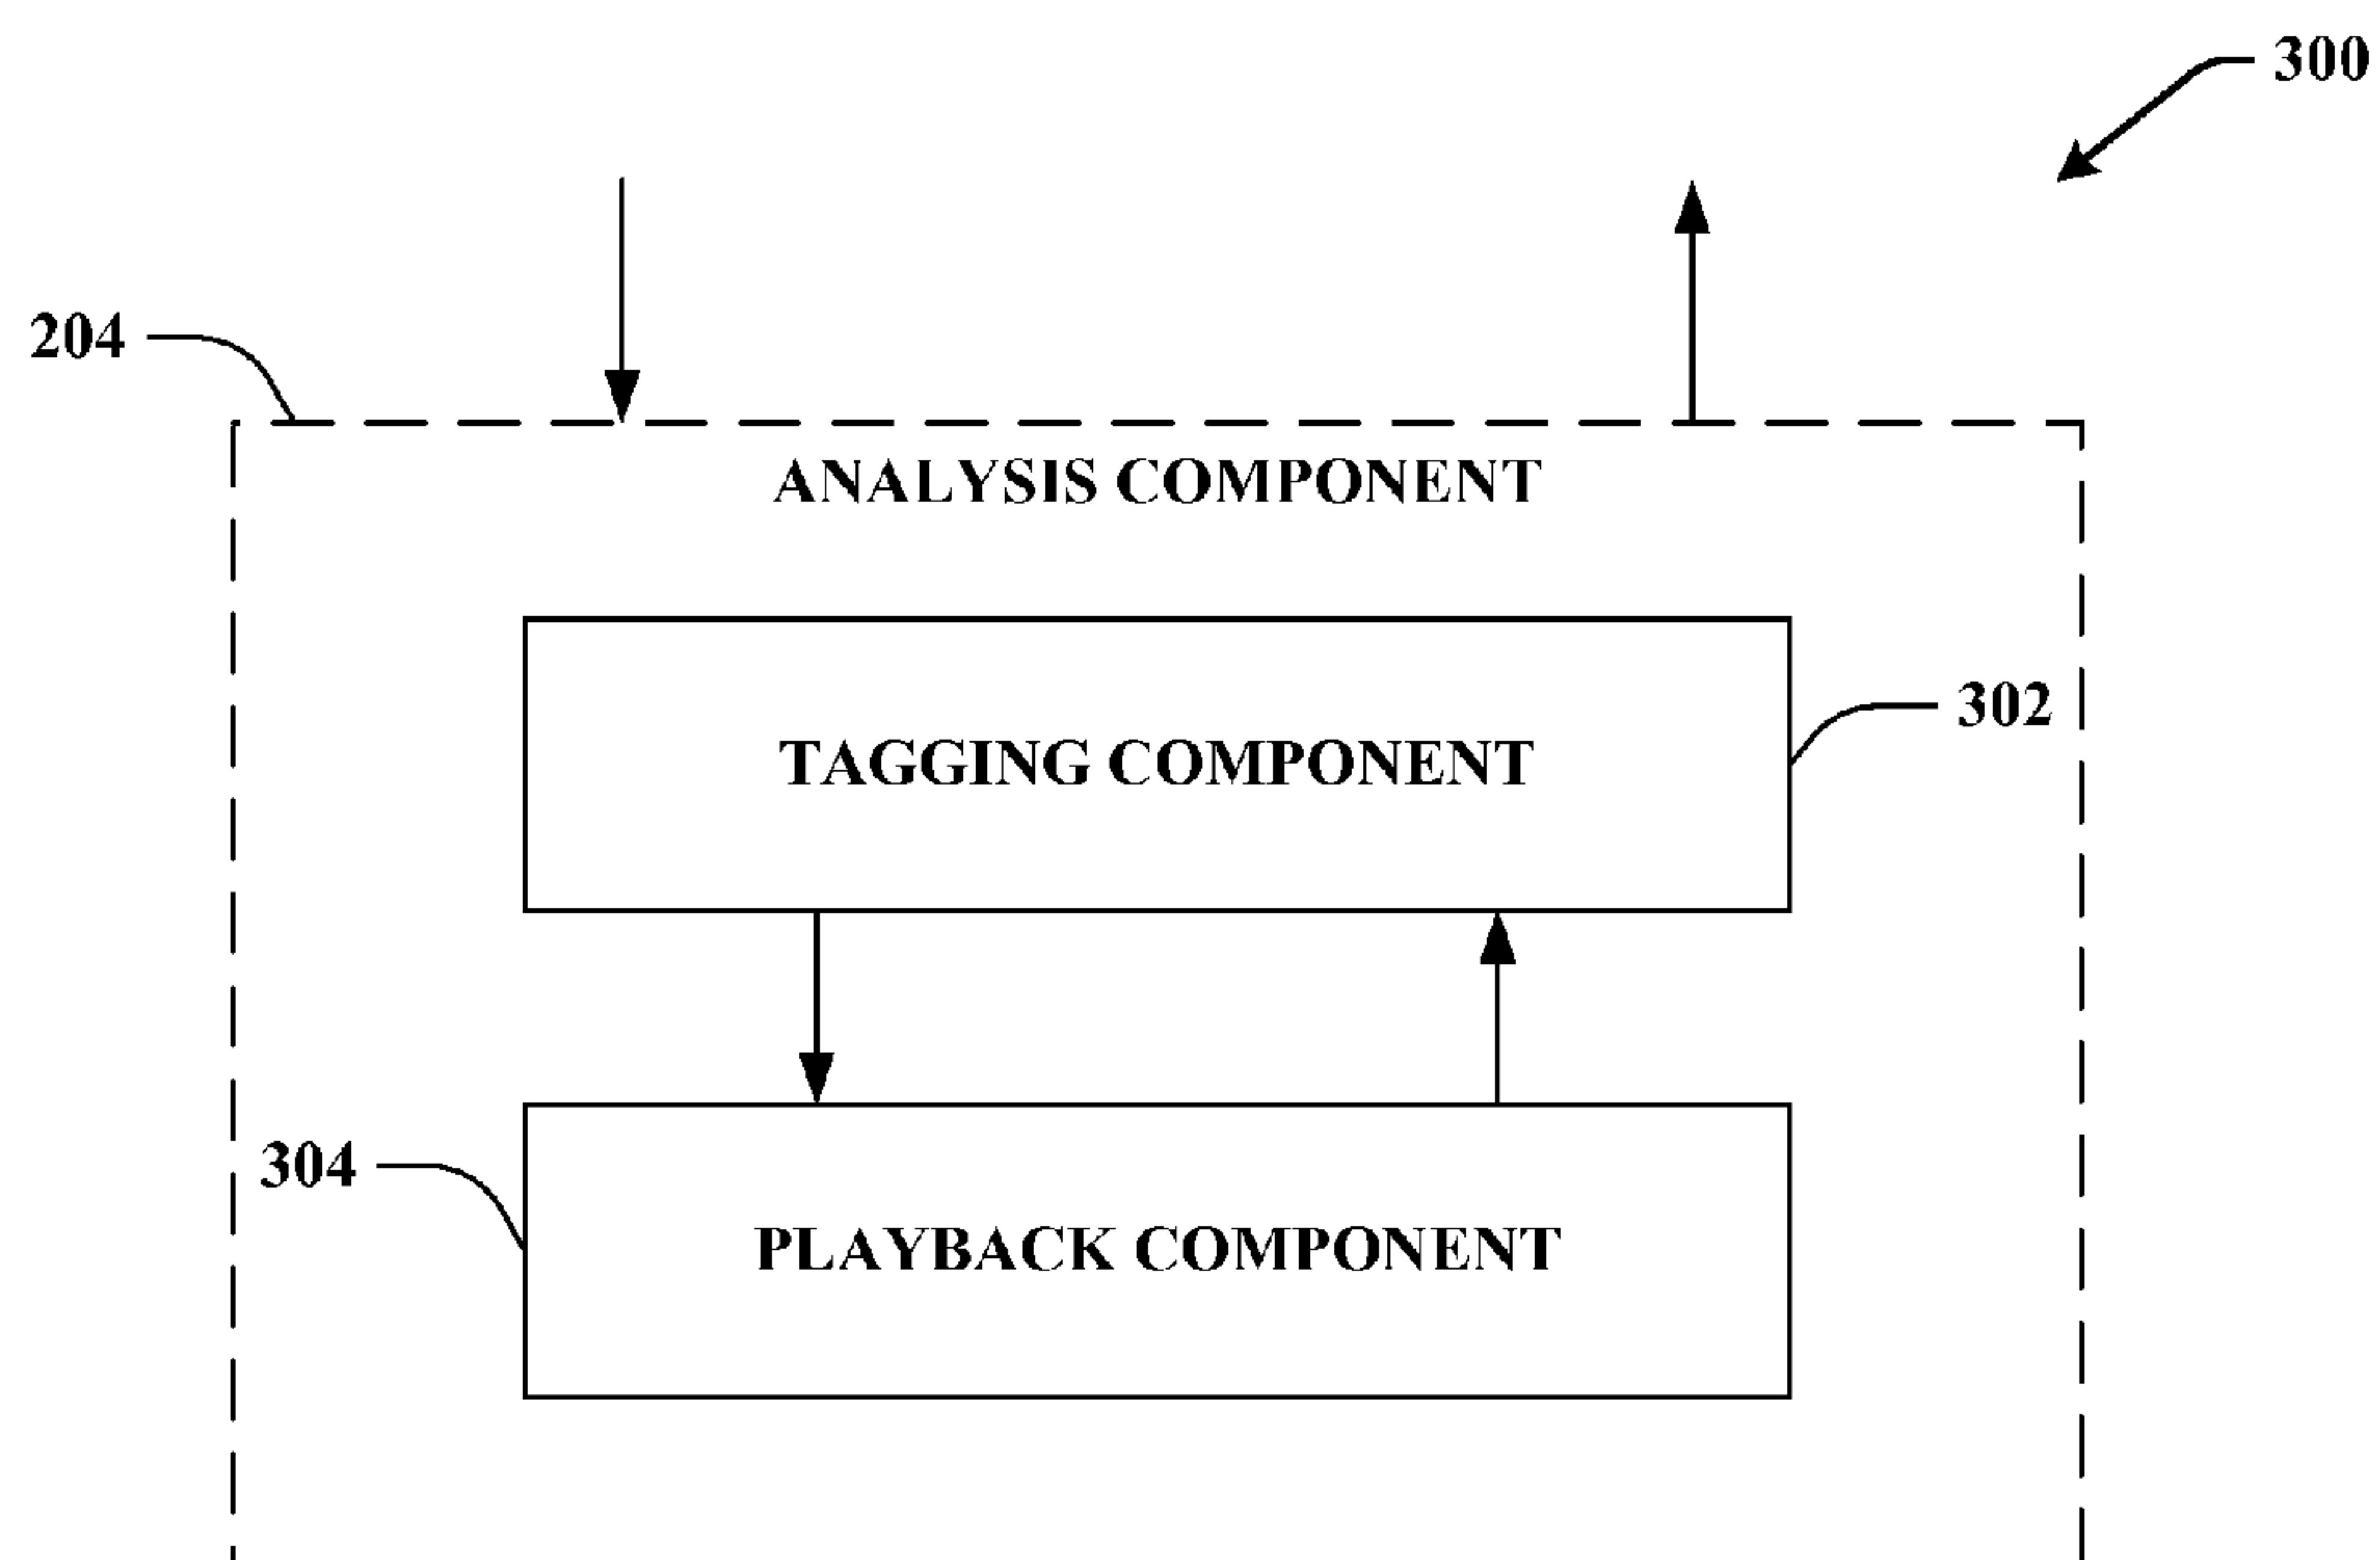 300
204
ANALYSIS COMPONENT
TAGGING COMPONENT
302
304
PLAYBACK COMPONENT